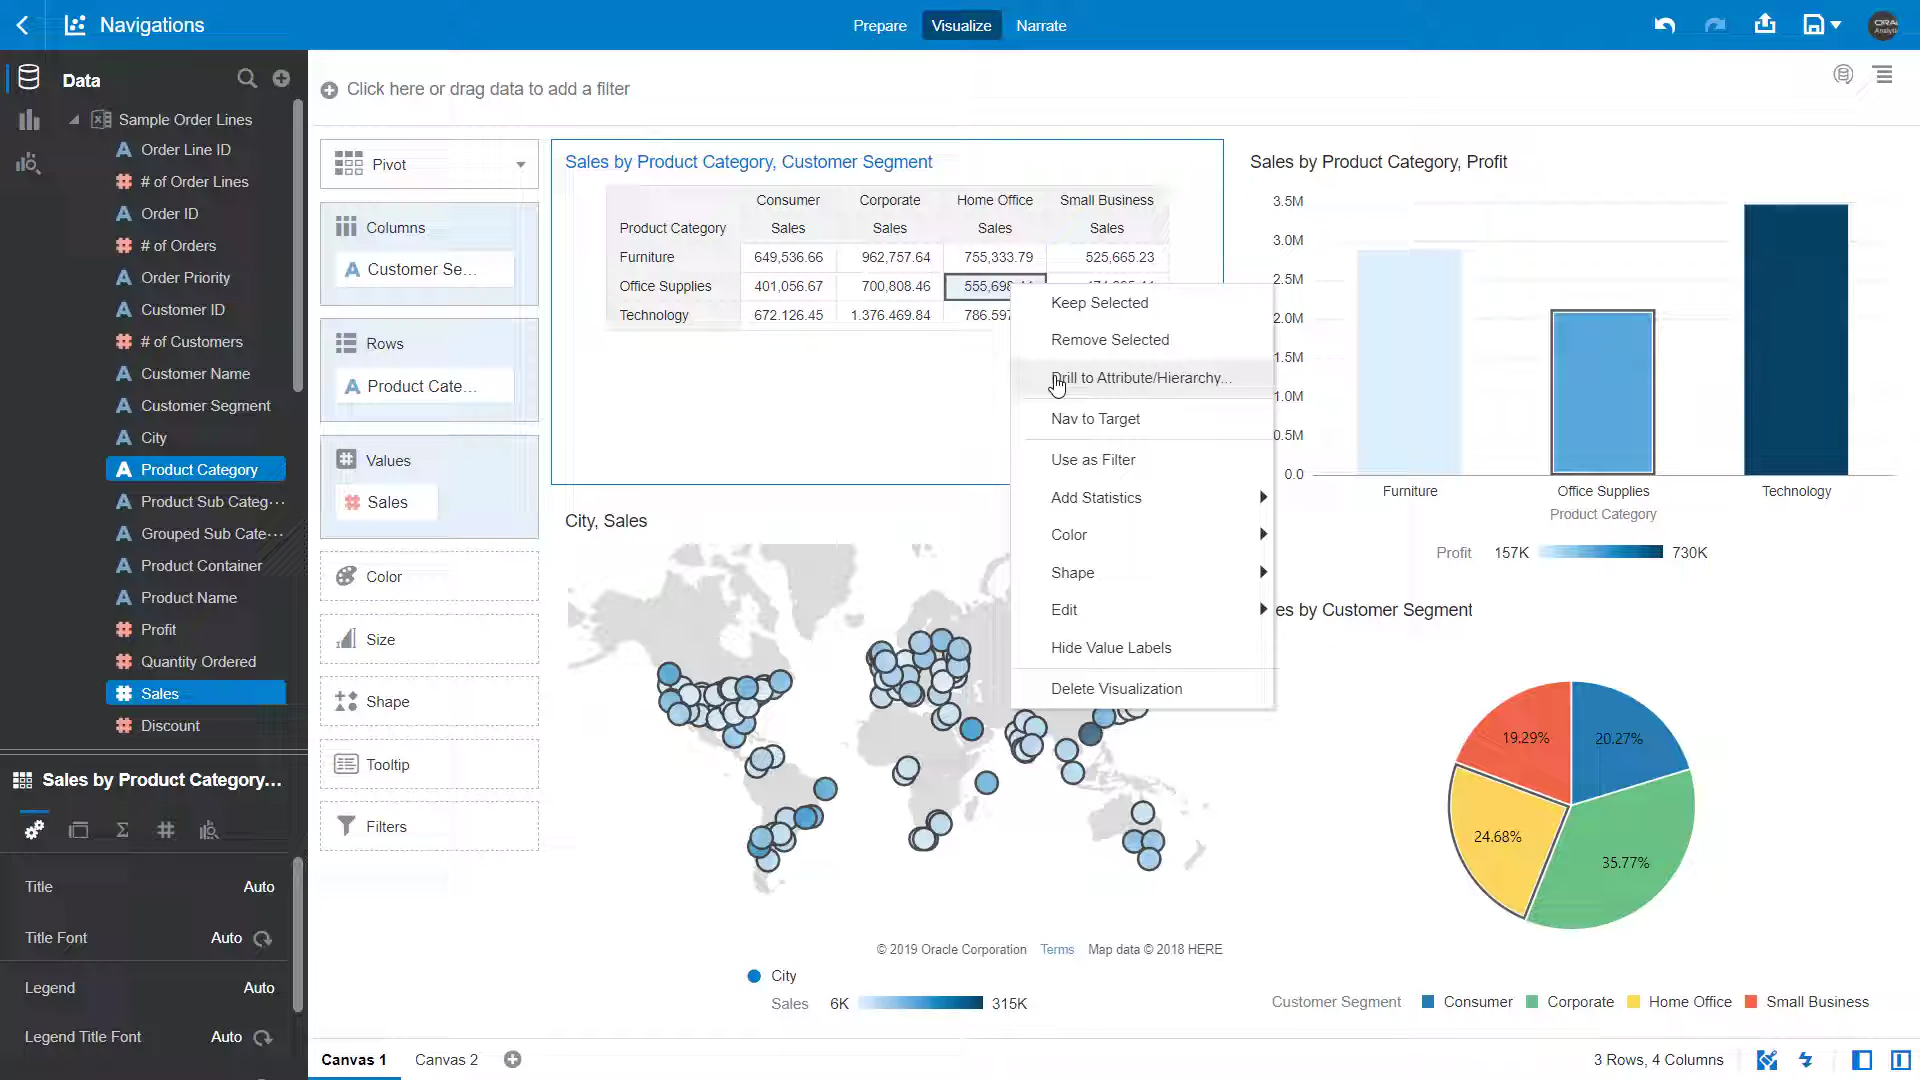 Navigations
Prepare
Visualize
Narrate
ORA
Analyti
Data
Sample Order Lines
Order Line ID
# of Order Lines
Order ID
# of Orders
Order Priority
Customer ID
# of Customers
Customer Name
Customer Segment
City
Product Category
Product Sub Categ...
Grouped Sub Cate...
Product Container
Product Name
Profit
Quantity Ordered
Sales
Discount
Sales by Product Category...
Title Auto
Title Font Auto
Legend Auto
Legend Title Font Auto
Click here or drag data to add a filter
Pivot
Columns
Customer Se...
Rows
Product Cate...
Values
Sales
Color
Size
Shape
Tooltip
Filters
Sales by Product Category, Customer Segment
Consumer Corporate Home Office Small Business
Product Category Sales Sales Sales Sales
Furniture 649,536.66 962,757.64 755,333.79 525,665.23
Office Supplies 401,056.67 700,808.46 555,698
Technology 672.126.45 1.376.469.84 786.597
Keep Selected
Remove Selected
Drill to Attribute/Hierarchy...
Nav to Target
Use as Filter
Add Statistics
Color
Shape
Edit
Hide Value Labels
Delete Visualization
City, Sales
© 2019 Oracle Corporation Terms Map data © 2018 HERE
City
Sales 6K 315K
Sales by Product Category, Profit
3.5M
3.0M
2.5M
2.0M
1.5M
1.0M
0.5M
0.0
Furniture Office Supplies Technology
Product Category
Profit 157K 730K
es by Customer Segment
19.29%
20.27%
24.68%
35.77%
Customer Segment Consumer Corporate Home Office Small Business
Canvas 1
Canvas 2
3 Rows, 4 Columns